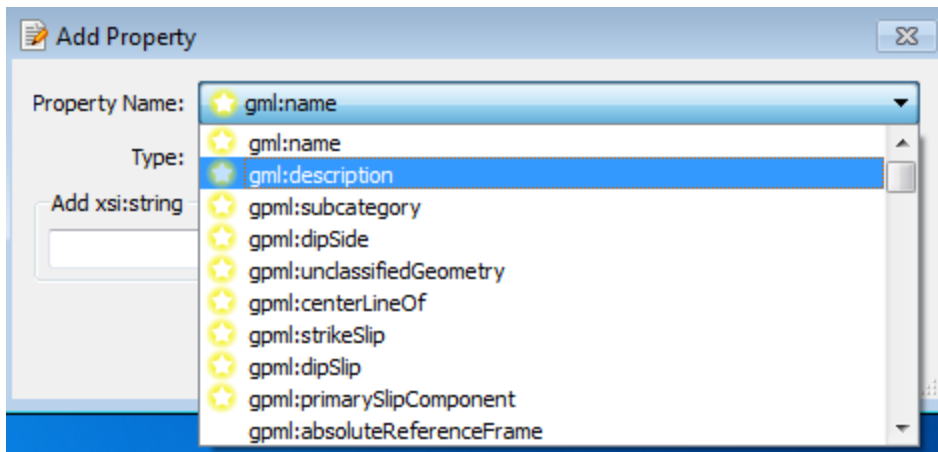 Add Property
Property Name: gml:name
gml:name
Type:
gml:description
Add xsi:string
gpml:subcategory
gpml:dipSide
gpml:unclassifiedGeometry
gpml:centerLineOf
gpml:strikeSlip
gpml:dipSlip
gpml:primarySlipComponent
gpml:absoluteReferenceFrame